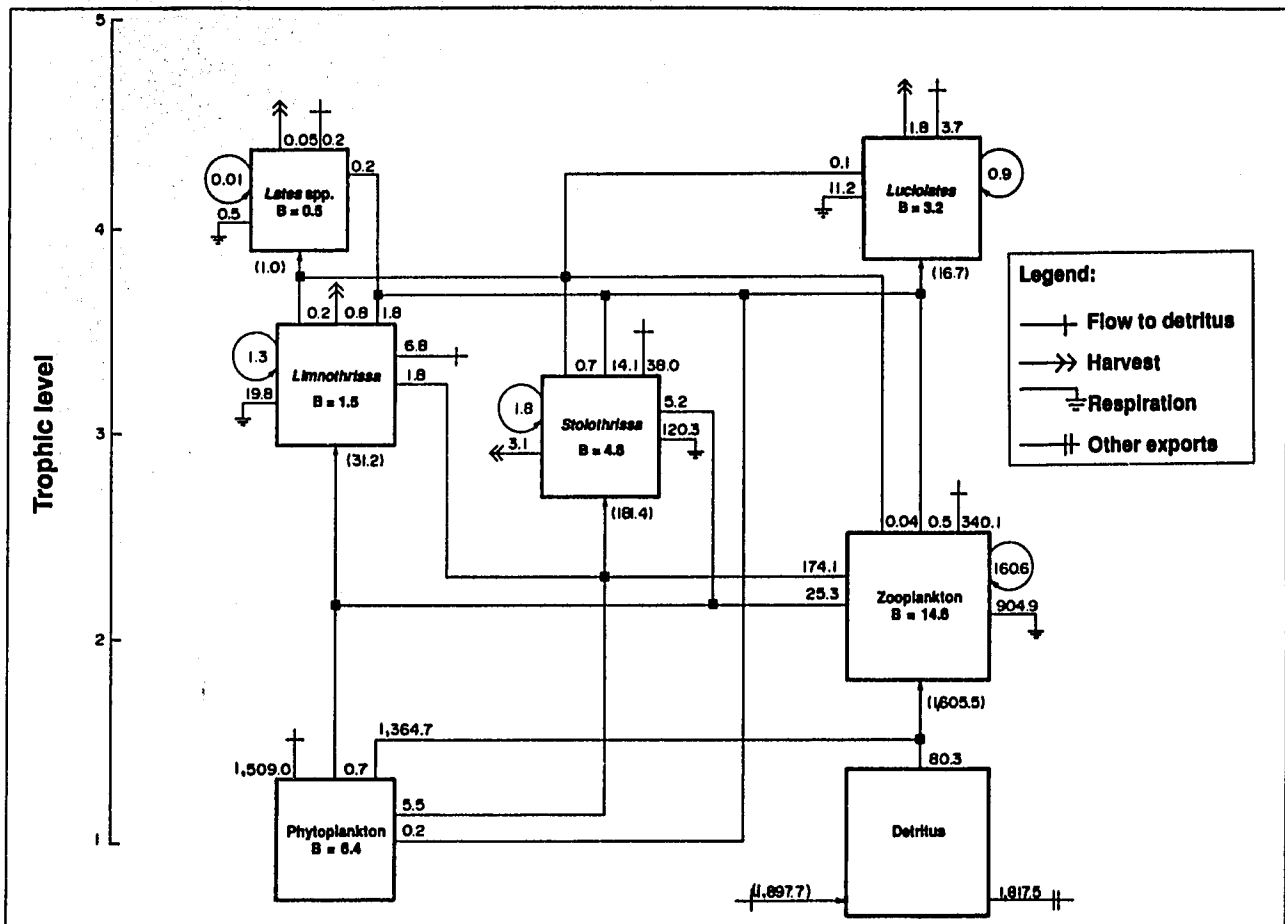 5
4
3
2
1
Trophic level
0.05
0.2
0.2
0.01
Lates spp.
B = 0.5
0.5
(1.0)
1.8
3.7
0.1
11.2
Luciolates
B = 3.2
0.9
(16.7)
Legend:
Flow to detritus
Harvest
Respiration
Other exports
0.2
0.8
1.8
1.3
Limnothrissa
B = 1.5
19.8
6.8
1.8
(31.2)
0.7
14.1
38.0
1.8
Stolothrissa
B = 4.8
3.1
5.2
120.3
(181.4)
0.04
0.5
340.1
174.1
25.3
Zooplankton
B = 14.6
160.6
904.9
(1,605.5)
1,509.0
0.7
1,364.7
Phytoplankton
B = 6.4
5.5
0.2
80.3
Detritus
(1,897.7)
1,817.5